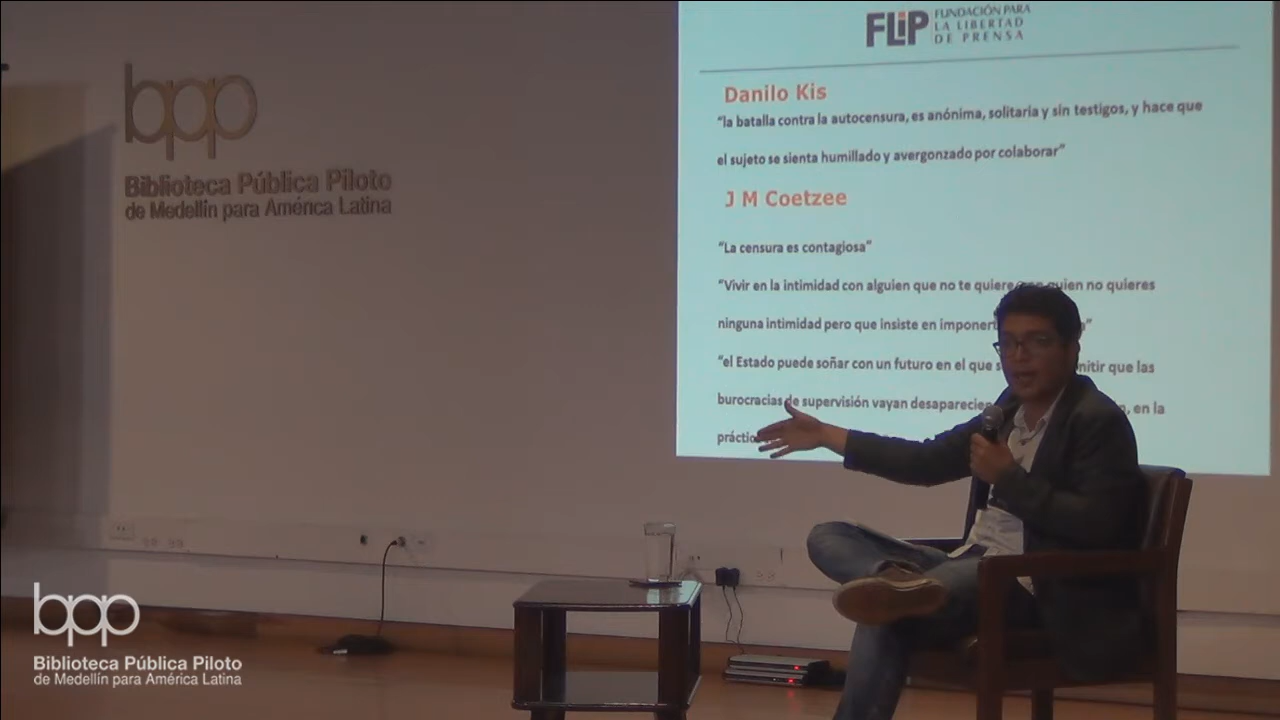 bpp
Biblioteca Pública Piloto
de Medellín para América Latina
FLiP
FUNDACIÓN PARA
LA LIBERTAD
DE PRENSA
Danilo Kis
“la batalla contra la autocensura, es anónima, solitaria y sin testigos, y hace que
el sujeto se sienta humillado y avergonzado por colaborar”
J M Coetzee
“La censura es contagiosa”
“Vivir en la intimidad con alguien que no te quiere quien no quieres
ninguna intimidad pero que insiste en ”
“el Estado puede soñar con un futuro en el que que las
burocracias de supervisión vayan en la
bpp
Biblioteca Pública Piloto
de Medellín para América Latina